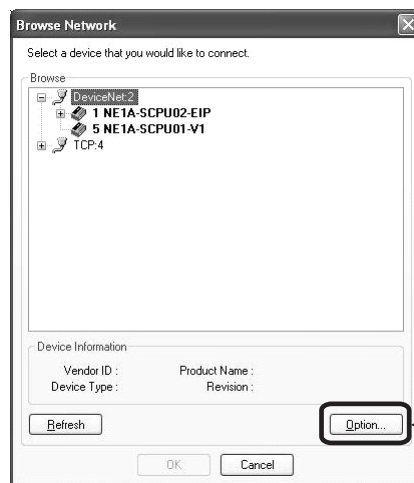 Browse Network
Select a device that you would like to connect.
Browse
DeviceNet:2
1 NE1A-SCPU02-EIP
5 NE1A-SCPU01-V1
TCP:4
Device Information
Vendor ID : Product Name :
Device Type : Revision :
Refresh Option...
OK Cancel